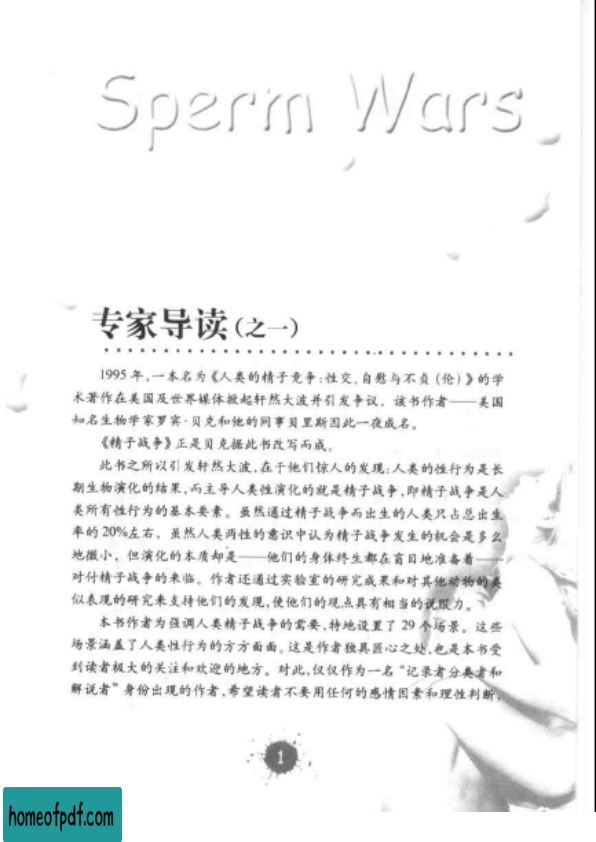 Sperm Wars
专家导读(之一)
1995年,一本名为《人类的精子竞争:性交、自慰与不贞(伦)》的学
术著作在美国及世界媒体掀起轩然大波并引发争议。该书作者——美国
知名生物学家罗宾·贝克和他的同事贝里斯因此一夜成名。
《精子战争》正是贝克据此书改写而成。
此书之所以引发轩然大波,在于他们惊人的发现:人类的性行为是长
期生物演化的结果,而主导人类性演化的就是精子战争,即精子战争是人
类所有性行为的基本要素。虽然通过精子战争而出生的人类只占总出生
率的20%左右,虽然人类两性的意识中认为精子战争发生的机会是多么
地微小,但演化的本质却是——他们的身体终生都在盲目地准备着——
对付精子战争的来临。作者还通过实验室的研究成果和对其他动物的类
似表现的研究来支持他们的发现,使他们的观点具有相当的说服力。
本书作者为强调人类精子战争的需要,特地设置了29个场景。这些
场景涵盖了人类性行为的方方面面。这是作者独具匠心之处,也是本书受
到读者极大的关注和欢迎的地方。对此,仅仅作为一名“记录者分类者和
解说者”身份出现的作者,希望读者不要用任何的感情因素和理性判断,
1
homeofpdf.com